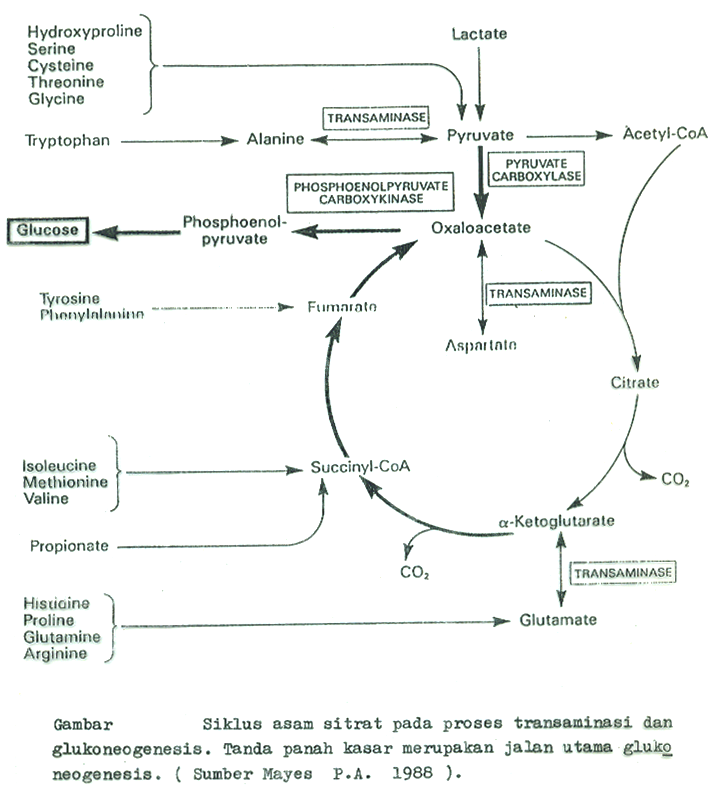 Hydroxyproline
Serine
Cysteine
Threonine
Glycine
Lactate
Tryptophan
Alanine
TRANSAMINASE
Pyruvate
Acetyl-CoA
PYRUVATE
CARBOXYLASE
PHOSPHOENOLPYRUVATE
CARBOXYKINASE
Glucose
Phosphoenol-
pyruvate
Oxaloacetate
Tyrosine
Phenylalanine
Fumarate
TRANSAMINASE
Aspartate
Citrate
Isoleucine
Methionine
Valine
Succinyl-CoA
CO₂
Propionate
α-Ketoglutarate
CO₂
TRANSAMINASE
Histidine
Proline
Glutamine
Arginine
Glutamate
Gambar Siklus asam sitrat pada proses transaminasi dan
glukoneogenesis. Tanda panah kasar merupakan jalan utama gluko
neogenesis. ( Sumber Mayes P.A. 1988 ).